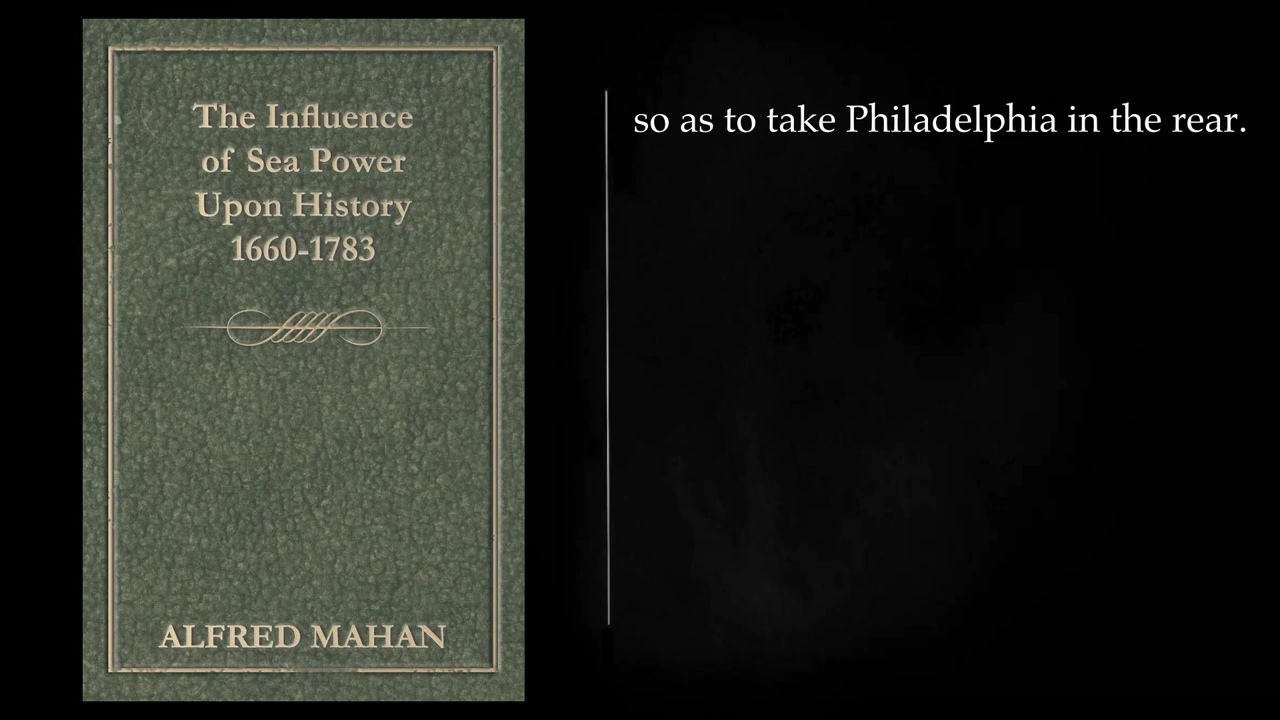 The Influence
of Sea Power
Upon History
1660-1783
ALFRED MAHAN
so as to take Philadelphia in the rear.